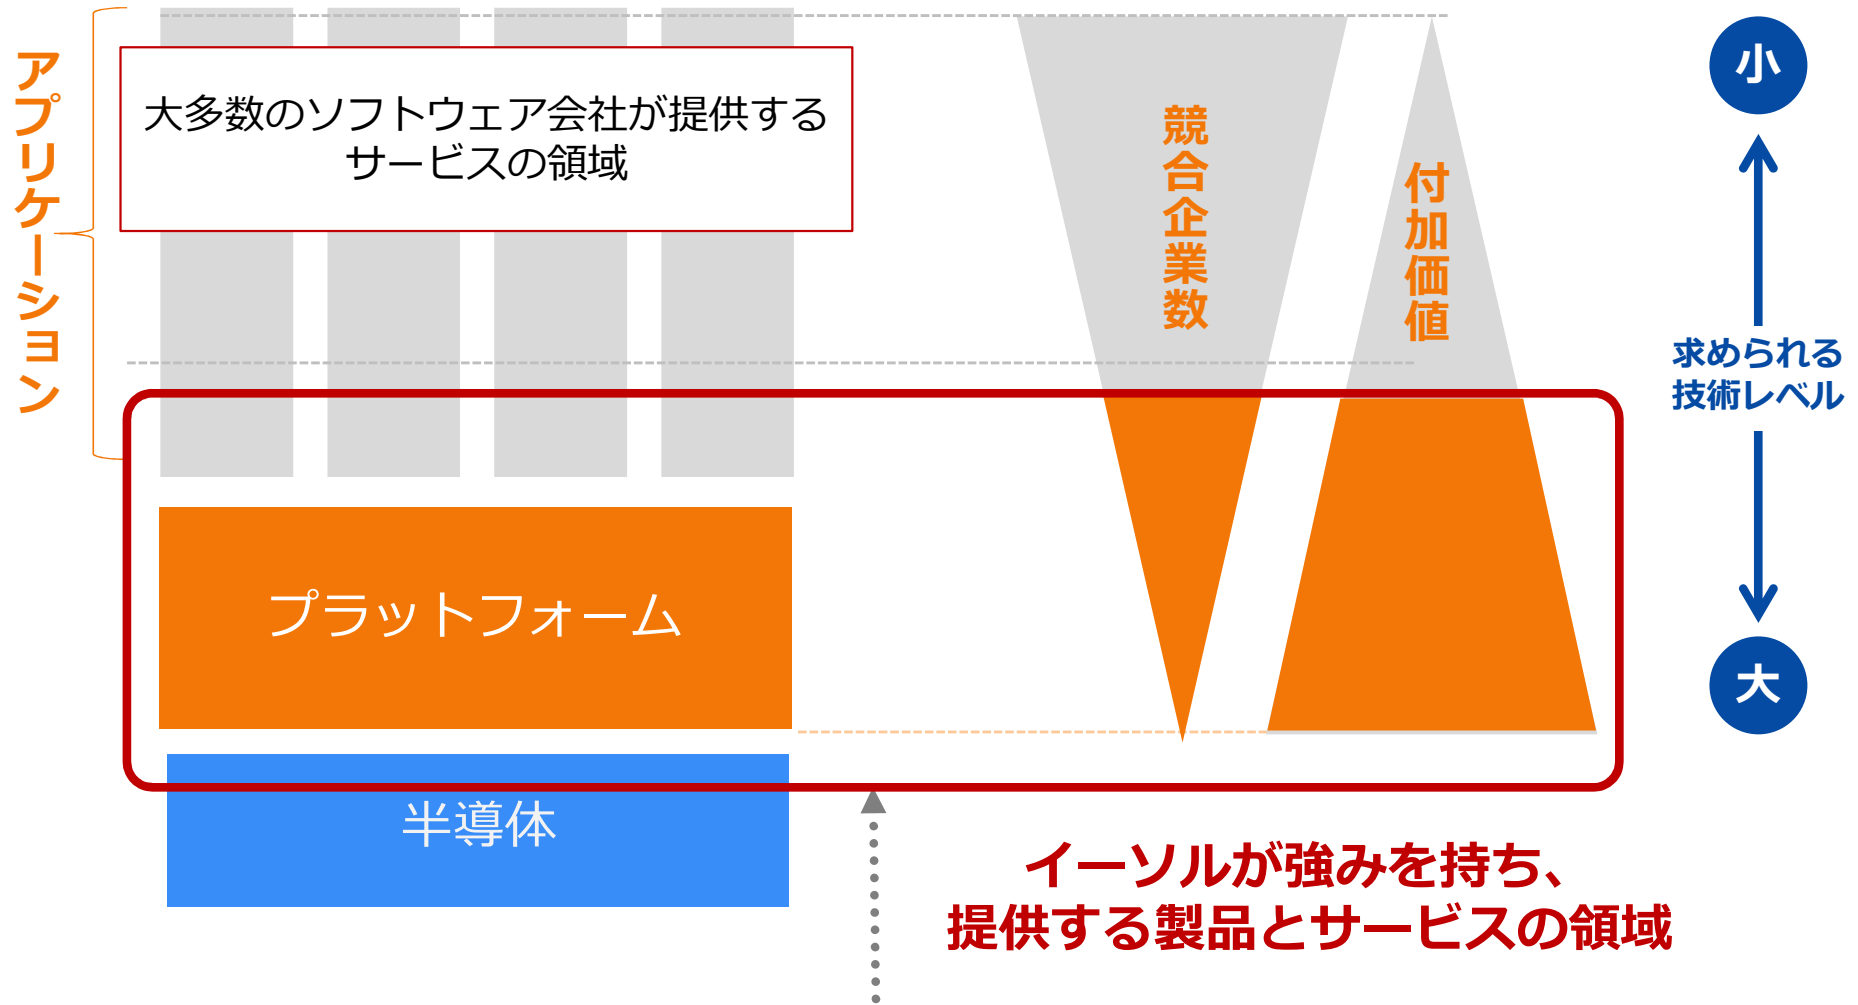 アプリケーション
大多数のソフトウェア会社が提供する
サービスの領域
競合企業数
付加価値
小
求められる
技術レベル
大
プラットフォーム
半導体
イーソルが強みを持ち、
提供する製品とサービスの領域